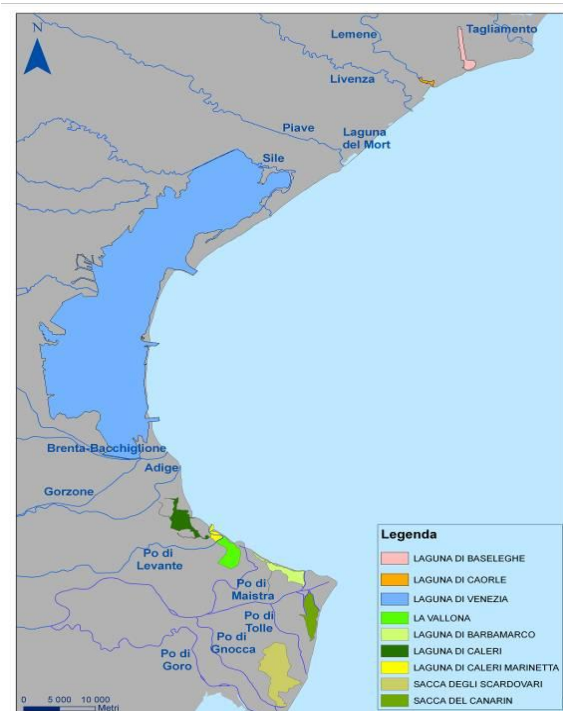 N
Lemene
Tagliamento
Livenza
Piave
Laguna
del Mort
Sile
Brenta-Bacchiglione
Adige
Gorzone
Po di
Levante
Po di
Maistra
Po di
Tolle
Po di
Gnocca
Po di
Goro
0 5 000 10 000
Metri
Legenda
LAGUNA DI BASELEGHE
LAGUNA DI CAORLE
LAGUNA DI VENEZIA
LA VALLONA
LAGUNA DI BARBAMARCO
LAGUNA DI CALERI
LAGUNA DI CALERI MARINETTA
SACCA DEGLI SCARDOVARI
SACCA DEL CANARIN